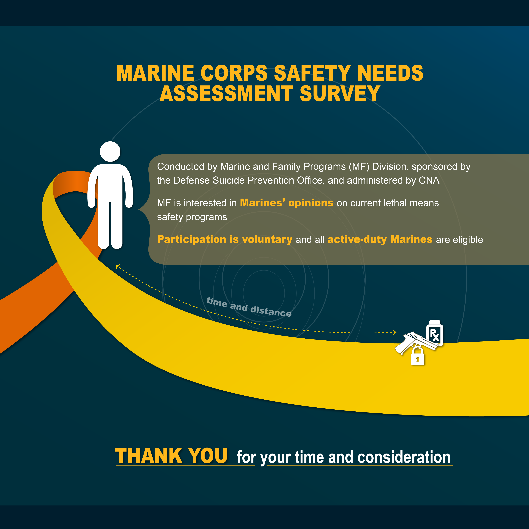 MARINE CORPS SAFETY NEEDS
ASSESSMENT SURVEY
Conducted by Marine and Family Programs (MF) Division, sponsored by
the Defense Suicide Prevention Office, and administered by CNA
MF is interested in Marines' opinions on current lethal means
safety programs
Participation is voluntary and all active-duty Marines are eligible
time and distance
Rx
1
THANK YOU for your time and consideration